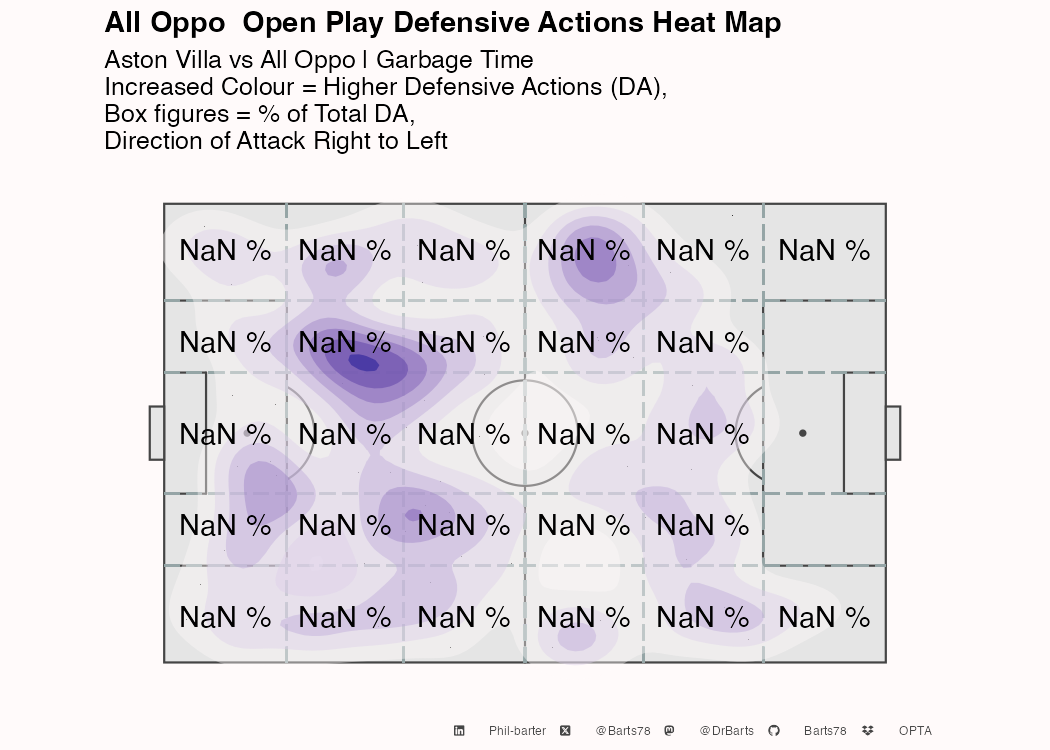 All Oppo  Open Play Defensive Actions Heat Map
Aston Villa vs All Oppo | Garbage Time
Increased Colour = Higher Defensive Actions (DA),
Box figures = % of Total DA,
Direction of Attack Right to Left
NaN % NaN % NaN % NaN % NaN % NaN %
NaN % NaN % NaN % NaN % NaN %
NaN % NaN % NaN % NaN % NaN %
NaN % NaN % NaN % NaN % NaN %
NaN % NaN % NaN % NaN % NaN % NaN %
Phil-barter @Barts78 @DrBarts Barts78 OPTA